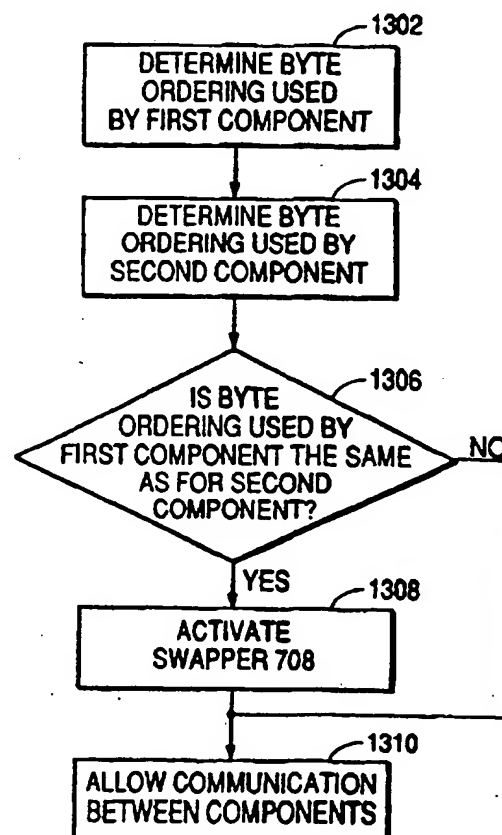 1302
DETERMINE BYTE
ORDERING USED
BY FIRST COMPONENT
1304
DETERMINE BYTE
ORDERING USED BY
SECOND COMPONENT
1306
IS BYTE
ORDERING USED BY
FIRST COMPONENT THE SAME
AS FOR SECOND
COMPONENT?
NO
YES
1308
ACTIVATE
SWAPPER 708
1310
ALLOW COMMUNICATION
BETWEEN COMPONENTS